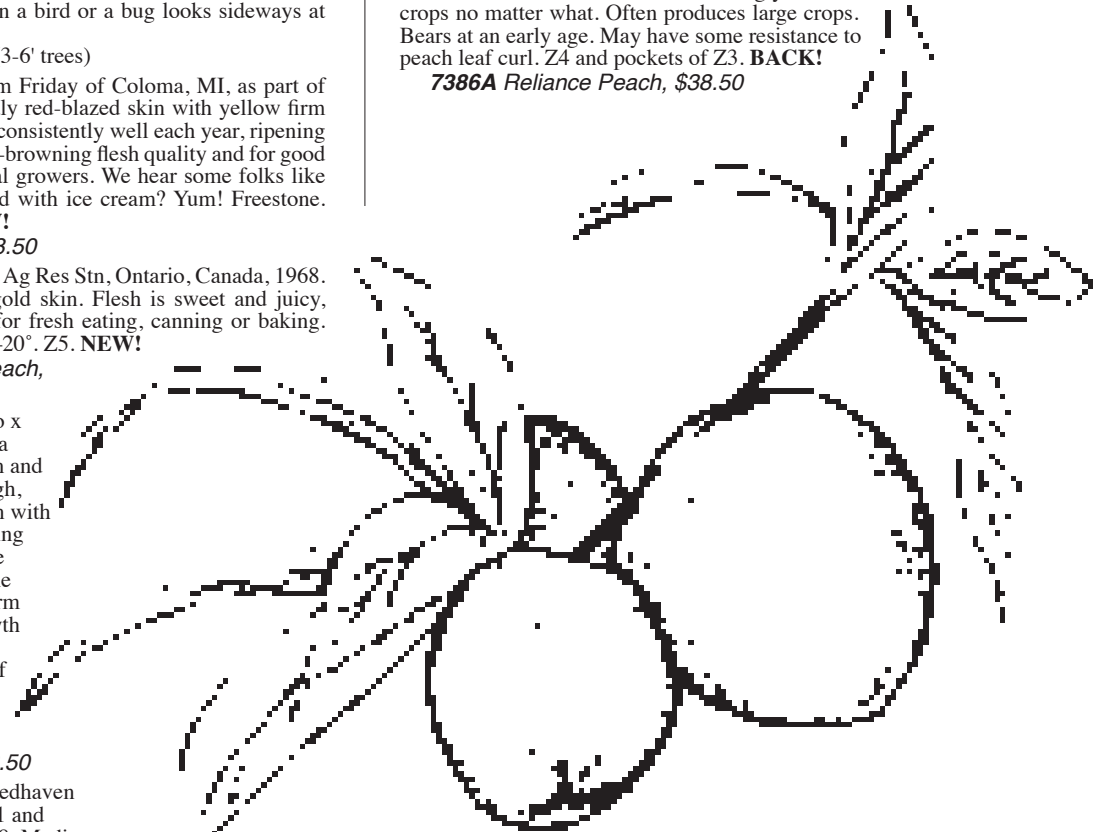 n a bird or a bug looks sideways at
3-6' trees)
m Friday of Coloma, MI, as part of
ly red-blazed skin with yellow firm
consistently well each year, ripening
-browning flesh quality and for good
al growers. We hear some folks like
d with ice cream? Yum! Freestone.
!
8.50
Ag Res Stn, Ontario, Canada, 1968.
gold skin. Flesh is sweet and juicy,
for fresh eating, canning or baking.
-20˚. Z5. NEW!
each,
o x
a
n and
gh,
n with
ng
e
e
rm
th
f
.50
edhaven
l and
crops no matter what. Often produces large crops.
Bears at an early age. May have some resistance to
peach leaf curl. Z4 and pockets of Z3. BACK!
7386A Reliance Peach, $38.50